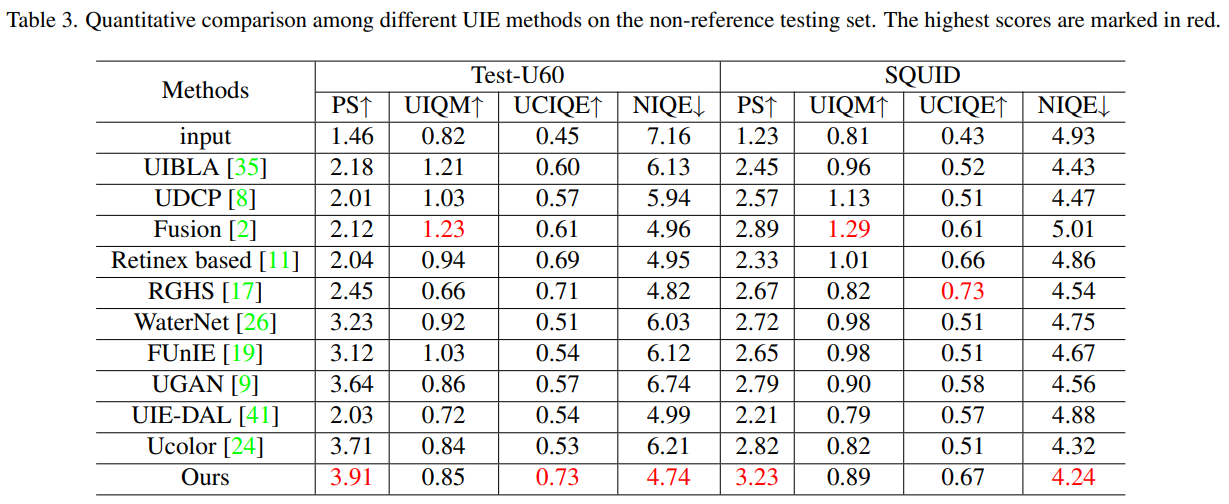 Table 3. Quantitative comparison among different UIE methods on the non-reference testing set. The highest scores are marked in red.
Methods Test-U60 SQUID
PS↑ UIQM↑ UCIQE↑ NIQE↓ PS↑ UIQM↑ UCIQE↑ NIQE↓
input 1.46 0.82 0.45 7.16 1.23 0.81 0.43 4.93
UIBLA [35] 2.18 1.21 0.60 6.13 2.45 0.96 0.52 4.43
UDCP [8] 2.01 1.03 0.57 5.94 2.57 1.13 0.51 4.47
Fusion [2] 2.12 1.23 0.61 4.96 2.89 1.29 0.61 5.01
Retinex based [11] 2.04 0.94 0.69 4.95 2.33 1.01 0.66 4.86
RGHS [17] 2.45 0.66 0.71 4.82 2.67 0.82 0.73 4.54
WaterNet [26] 3.23 0.92 0.51 6.03 2.72 0.98 0.51 4.75
FUnIE [19] 3.12 1.03 0.54 6.12 2.65 0.98 0.51 4.67
UGAN [9] 3.64 0.86 0.57 6.74 2.79 0.90 0.58 4.56
UIE-DAL [41] 2.03 0.72 0.54 4.99 2.21 0.79 0.57 4.88
Ucolor [24] 3.71 0.84 0.53 6.21 2.82 0.82 0.51 4.32
Ours 3.91 0.85 0.73 4.74 3.23 0.89 0.67 4.24